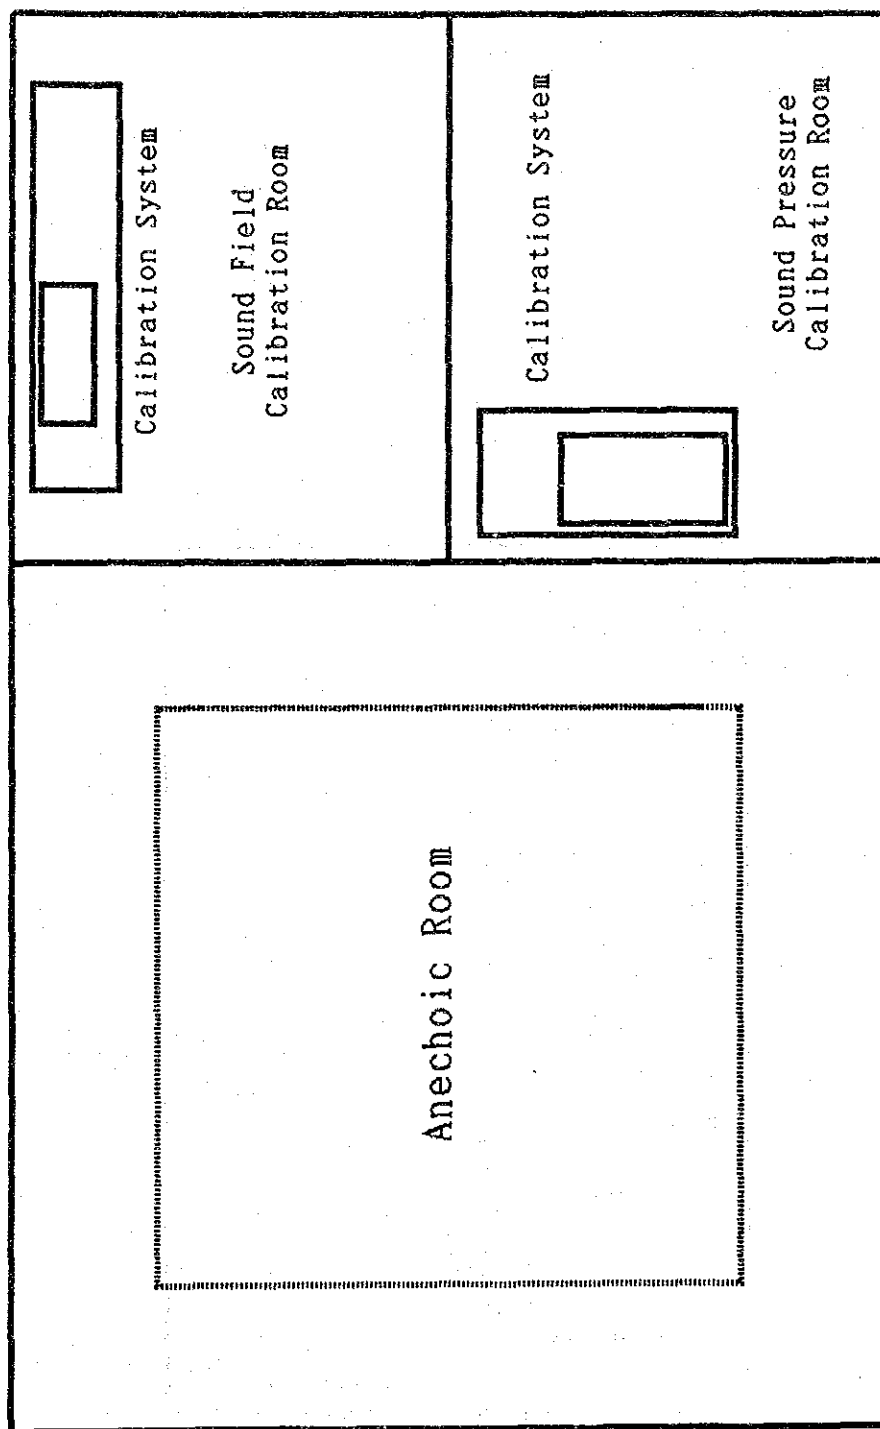 Calibration System
Sound Field
Calibration Room
Calibration System
Sound Pressure
Calibration Room
Anechoic Room